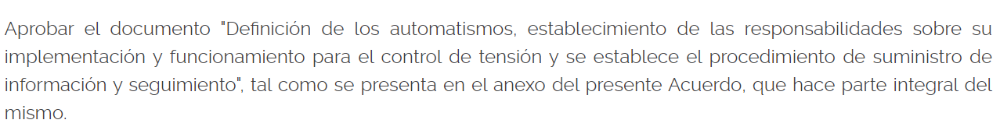 Aprobar el documento "Definición de los automatismos, establecimiento de las responsabilidades sobre su
implementación y funcionamiento para el control de tensión y se establece el procedimiento de suministro de
información y seguimiento", tal como se presenta en el anexo del presente Acuerdo, que hace parte integral del
mismo.